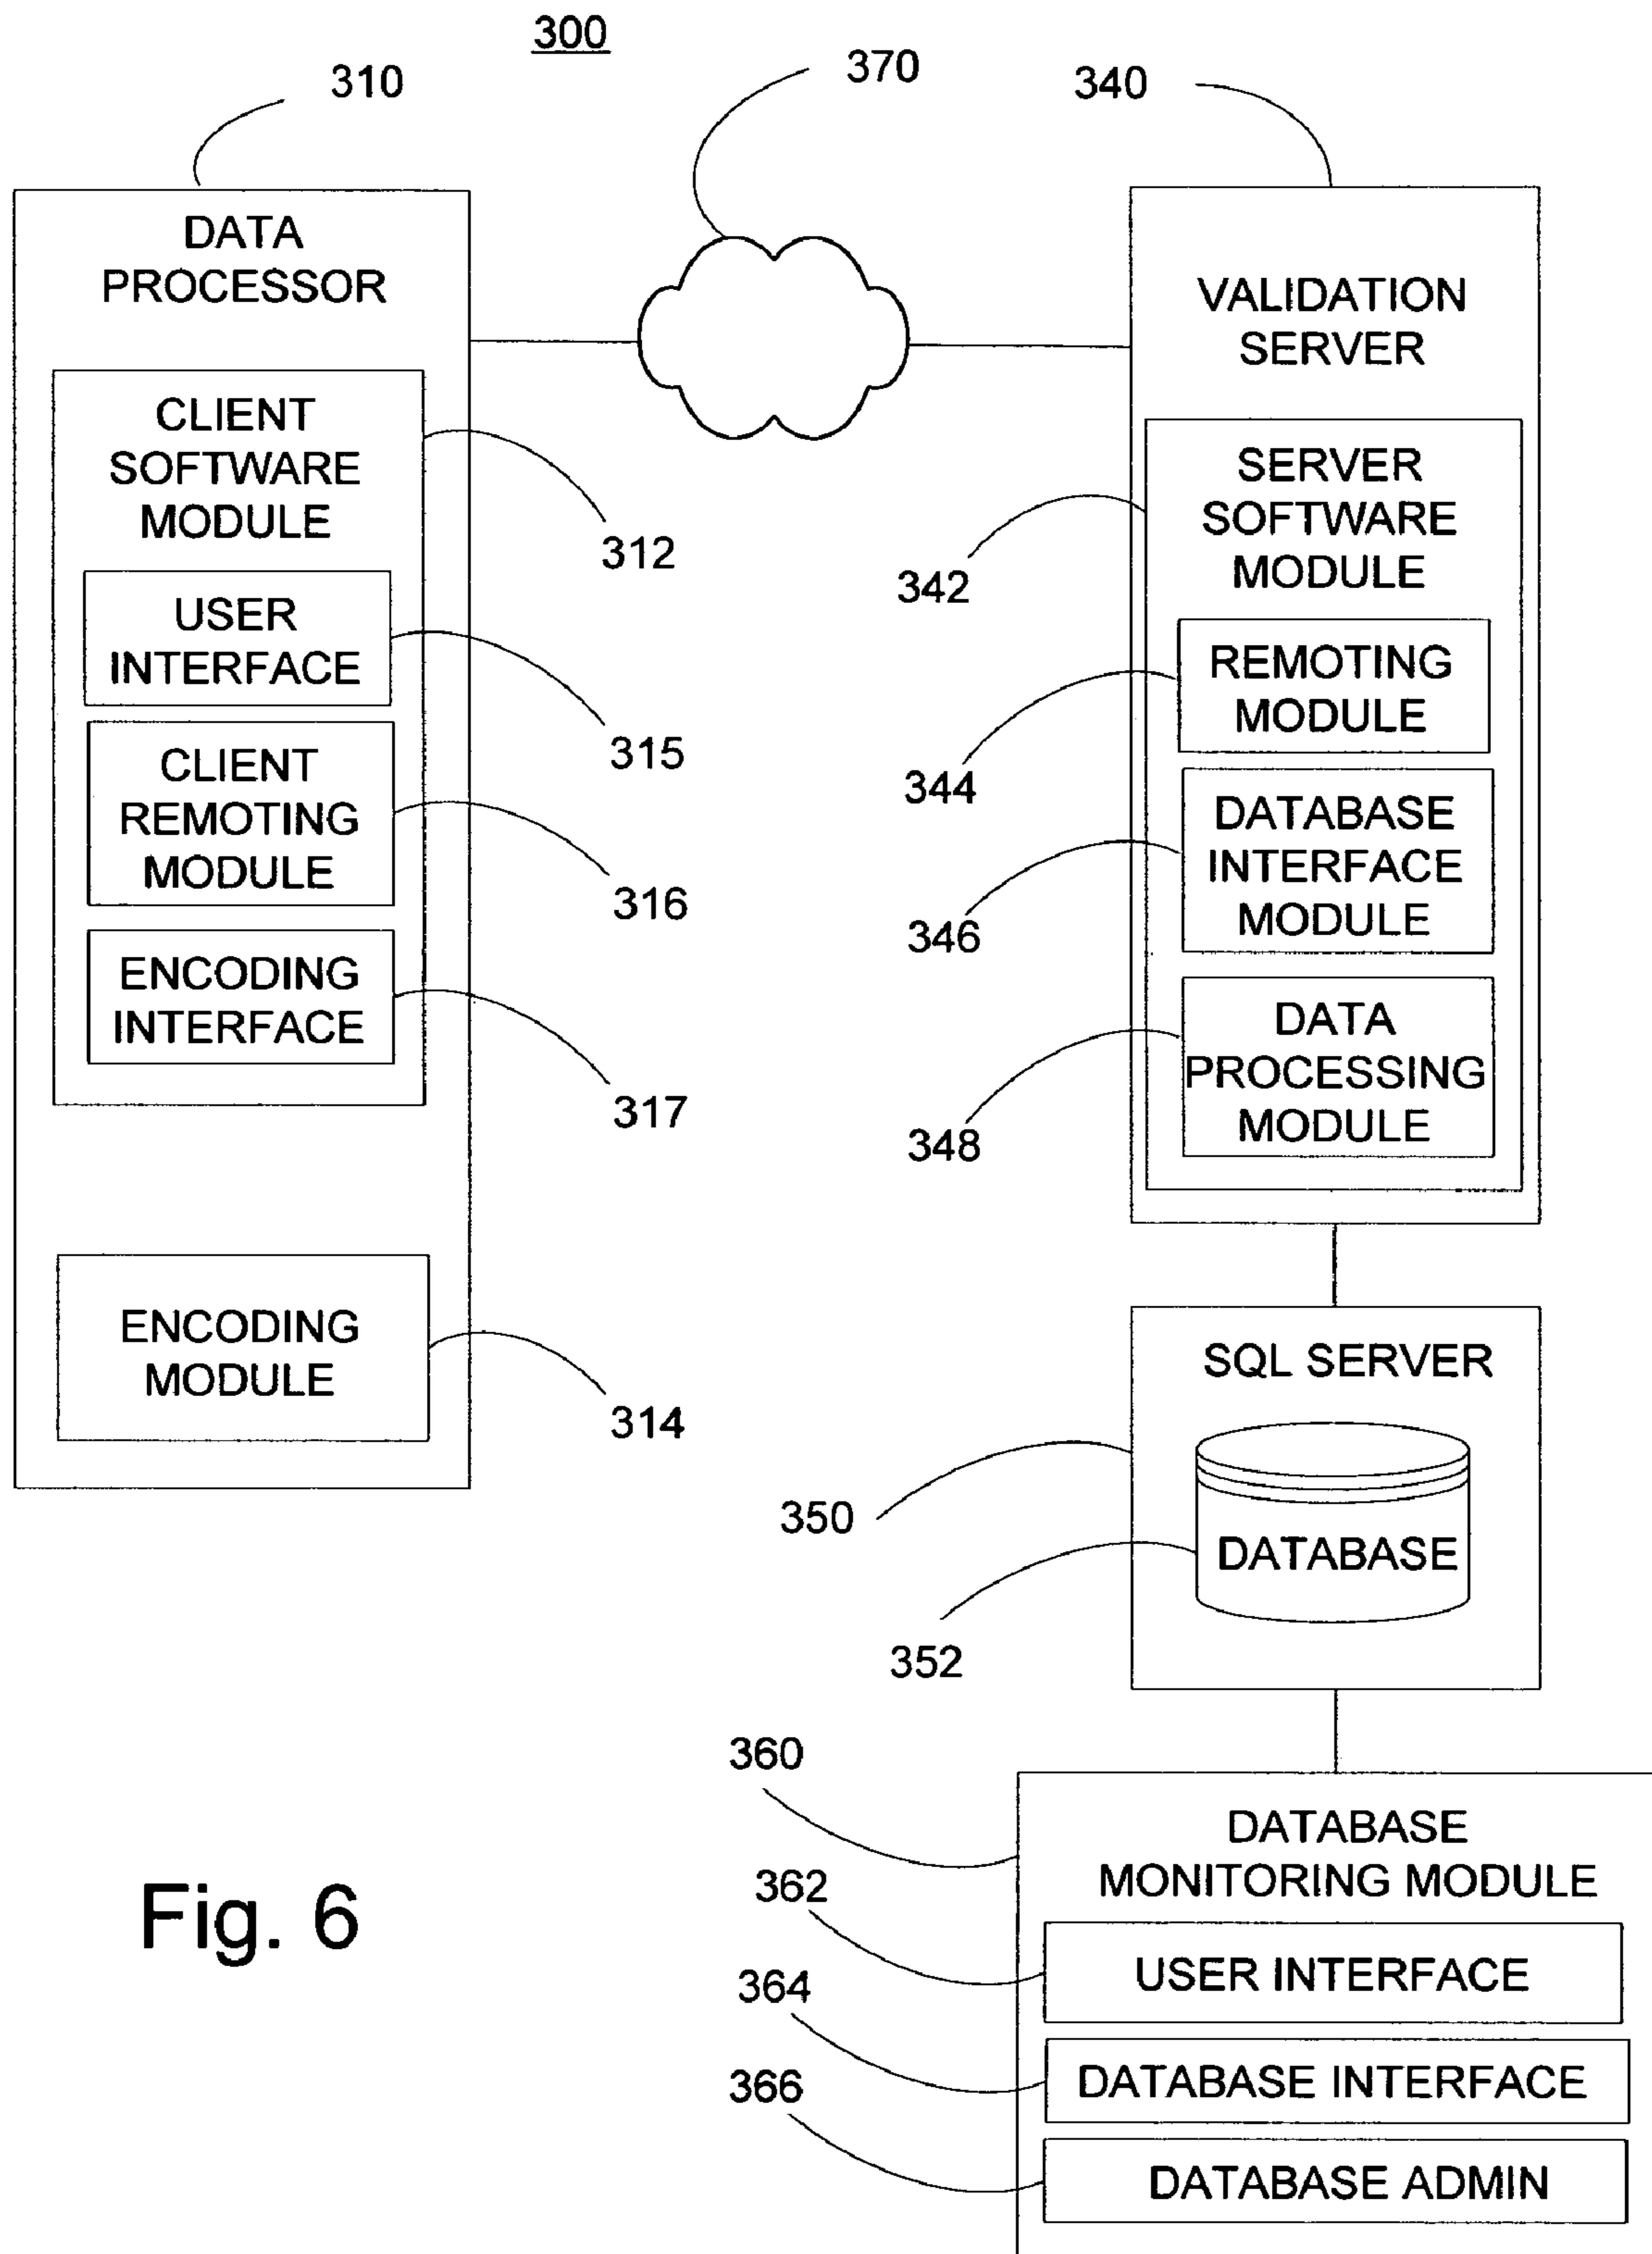 300
310
370
340
DATA
PROCESSOR
CLIENT
SOFTWARE
MODULE
312
USER
INTERFACE
315
CLIENT
REMOTING
MODULE
316
ENCODING
INTERFACE
317
ENCODING
MODULE
314
VALIDATION
SERVER
SERVER
SOFTWARE
MODULE
342
REMOTING
MODULE
344
DATABASE
INTERFACE
MODULE
346
DATA
PROCESSING
MODULE
348
SQL SERVER
350
DATABASE
352
360
DATABASE
MONITORING MODULE
362
USER INTERFACE
364
DATABASE INTERFACE
366
DATABASE ADMIN
Fig. 6